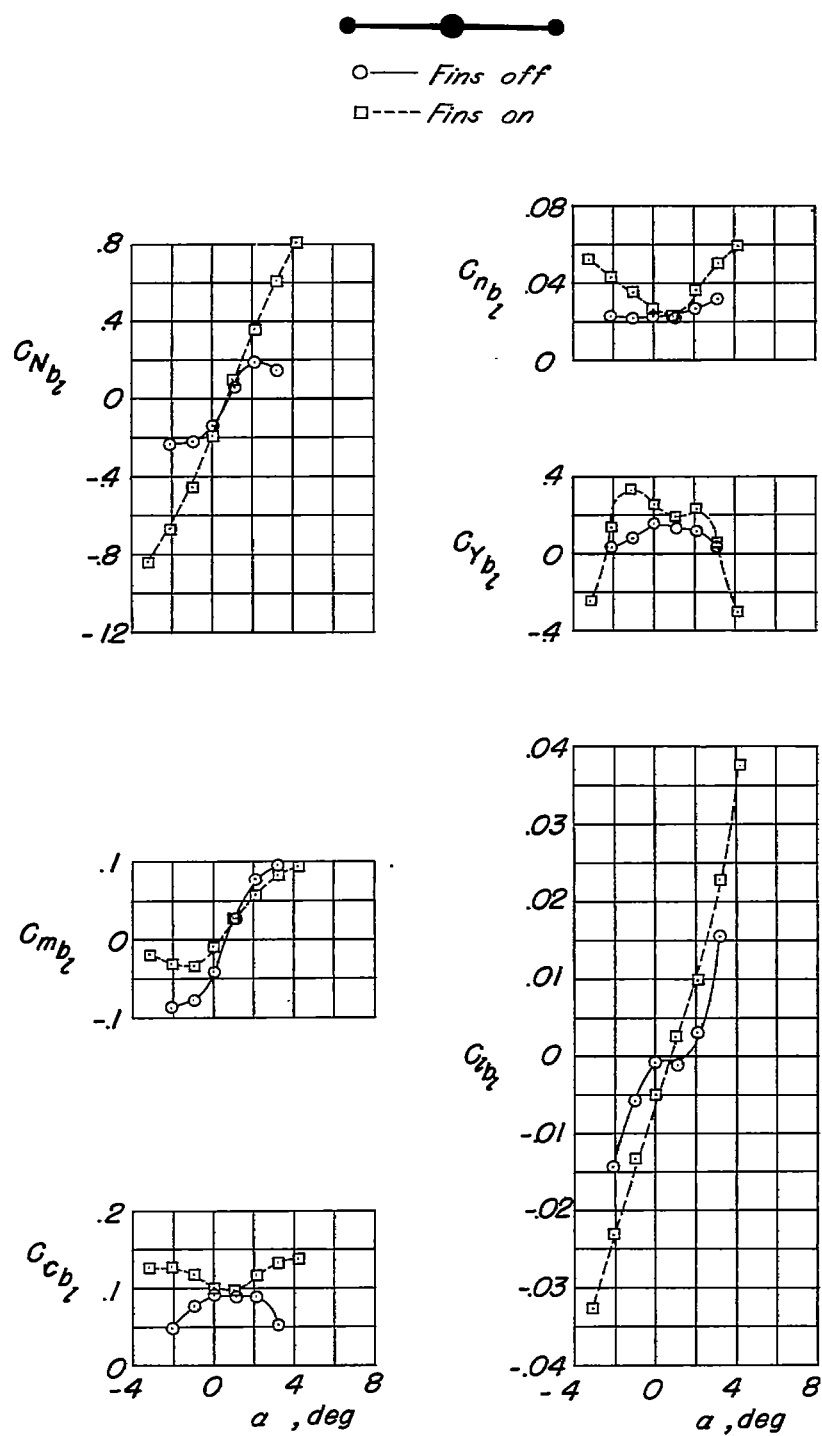 Fins off
Fins on
.8
.4
0
-.4
-.8
-1.2
C_{N_{b_l}}
.08
.04
0
C_{n_{b_l}}
.4
0
-.4
C_{Y_{b_l}}
.1
0
-.1
C_{m_{b_l}}
.04
.03
.02
.01
0
-.01
-.02
-.03
-.04
C_{l_{b_l}}
.2
.1
0
C_{c_{b_l}}
-4 0 4 8
α , deg
-4 0 4 8
α , deg